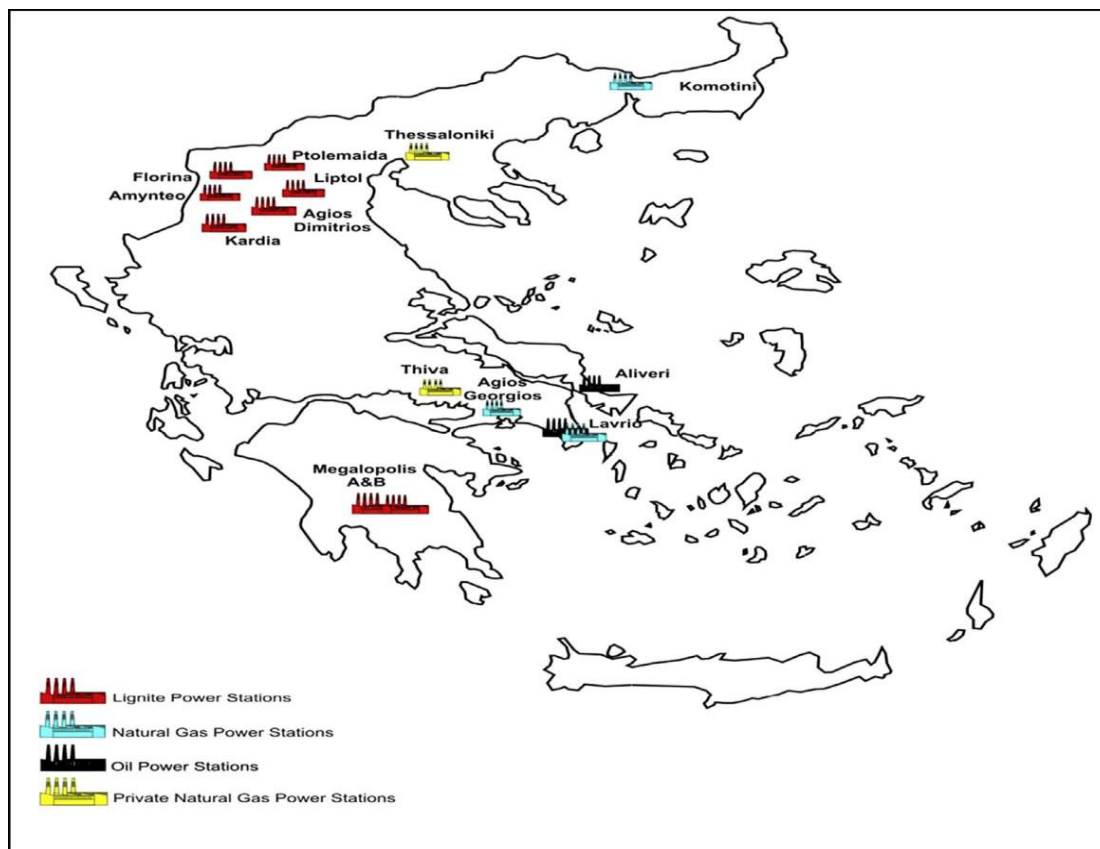 Komotini
Thessaloniki
Ptolemaida
Florina
Liptol
Amynteo
Agios
Dimitrios
Kardia
Thiva
Agios
Georgios
Aliveri
Lavrio
Megalopolis
A&B
Lignite Power Stations
Natural Gas Power Stations
Oil Power Stations
Private Natural Gas Power Stations